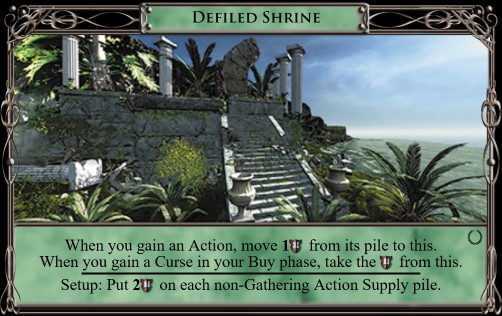 Defiled Shrine
When you gain an Action, move 1 from its pile to this.
When you gain a Curse in your Buy phase, take the from this.
Setup: Put 2 on each non-Gathering Action Supply pile.